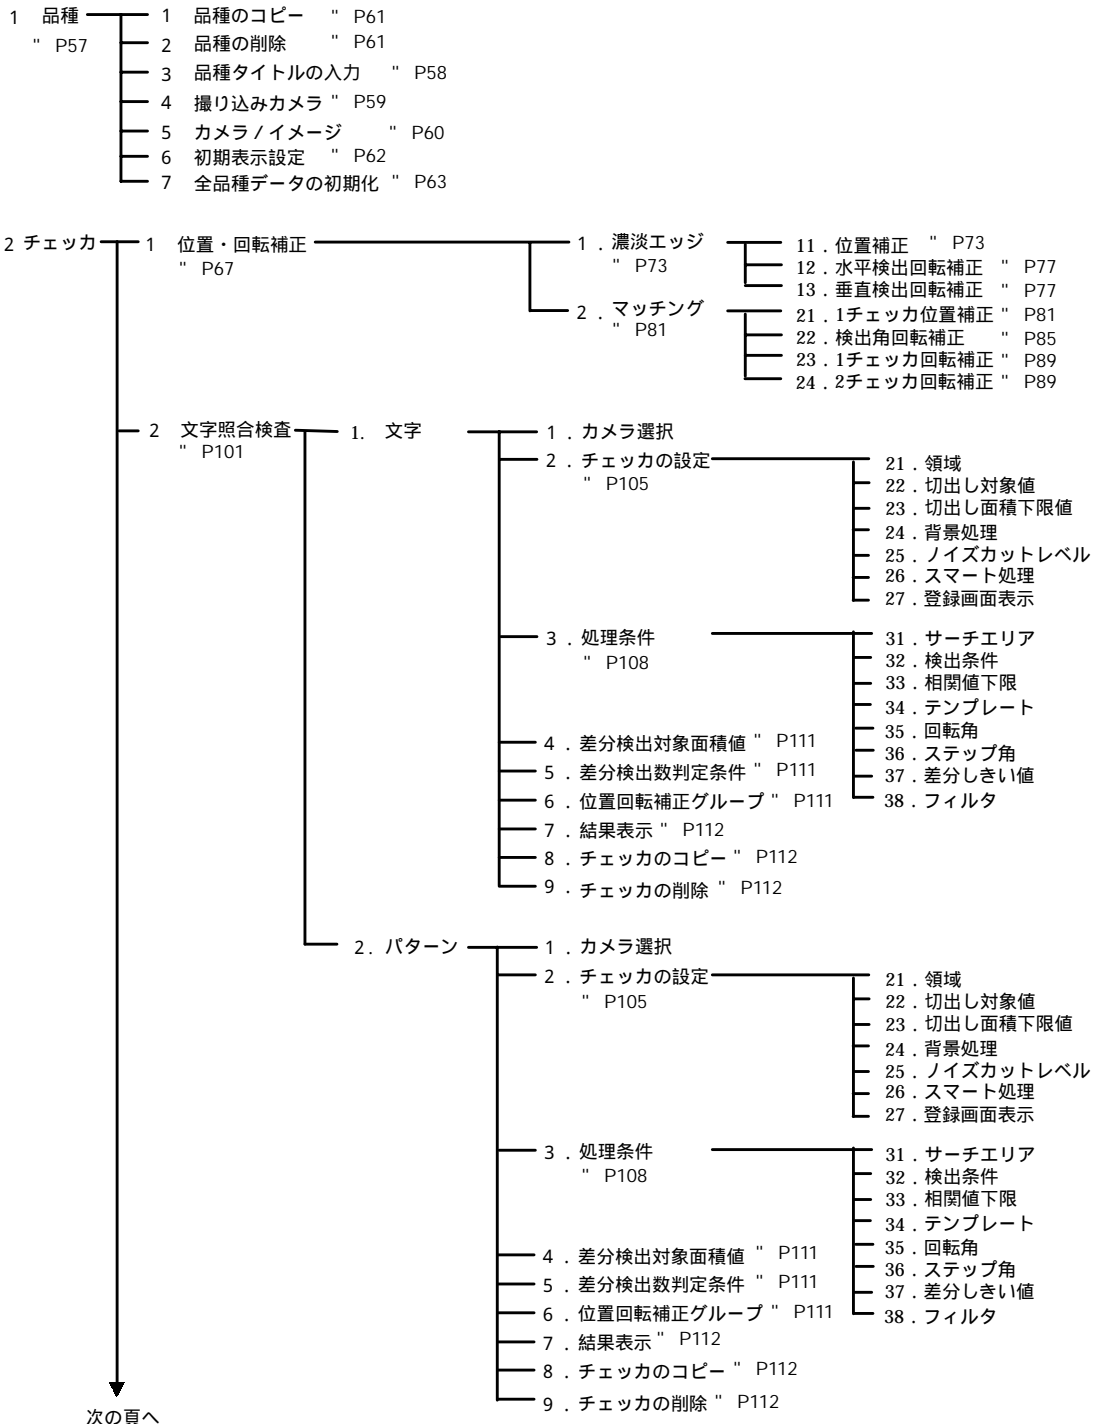 1 品種
" P57
1 品種のコピー " P61
2 品種の削除 " P61
3 品種タイトルの入力 " P58
4 撮り込みカメラ " P59
5 カメラ / イメージ " P60
6 初期表示設定 " P62
7 全品種データの初期化 " P63
2 チェッカ
1 位置・回転補正
" P67
1．濃淡エッジ
" P73
11．位置補正 " P73
12．水平検出回転補正 " P77
13．垂直検出回転補正 " P77
2．マッチング
" P81
21．1チェッカ位置補正 " P81
22．検出角回転補正 " P85
23．1チェッカ回転補正 " P89
24．2チェッカ回転補正 " P89
2 文字照合検査
" P101
1. 文字
1．カメラ選択
2．チェッカの設定
" P105
21．領域
22．切出し対象値
23．切出し面積下限値
24．背景処理
25．ノイズカットレベル
26．スマート処理
27．登録画面表示
3．処理条件
" P108
31．サーチエリア
32．検出条件
33．相関値下限
34．テンプレート
35．回転角
36．ステップ角
37．差分しきい値
38．フィルタ
4．差分検出対象面積値 " P111
5．差分検出数判定条件 " P111
6．位置回転補正グループ " P111
7．結果表示 " P112
8．チェッカのコピー " P112
9．チェッカの削除 " P112
2．パターン
1．カメラ選択
2．チェッカの設定
" P105
21．領域
22．切出し対象値
23．切出し面積下限値
24．背景処理
25．ノイズカットレベル
26．スマート処理
27．登録画面表示
3．処理条件
" P108
31．サーチエリア
32．検出条件
33．相関値下限
34．テンプレート
35．回転角
36．ステップ角
37．差分しきい値
38．フィルタ
4．差分検出対象面積値 " P111
5．差分検出数判定条件 " P111
6．位置回転補正グループ " P111
7．結果表示 " P112
8．チェッカのコピー " P112
9．チェッカの削除 " P112
次の頁へ